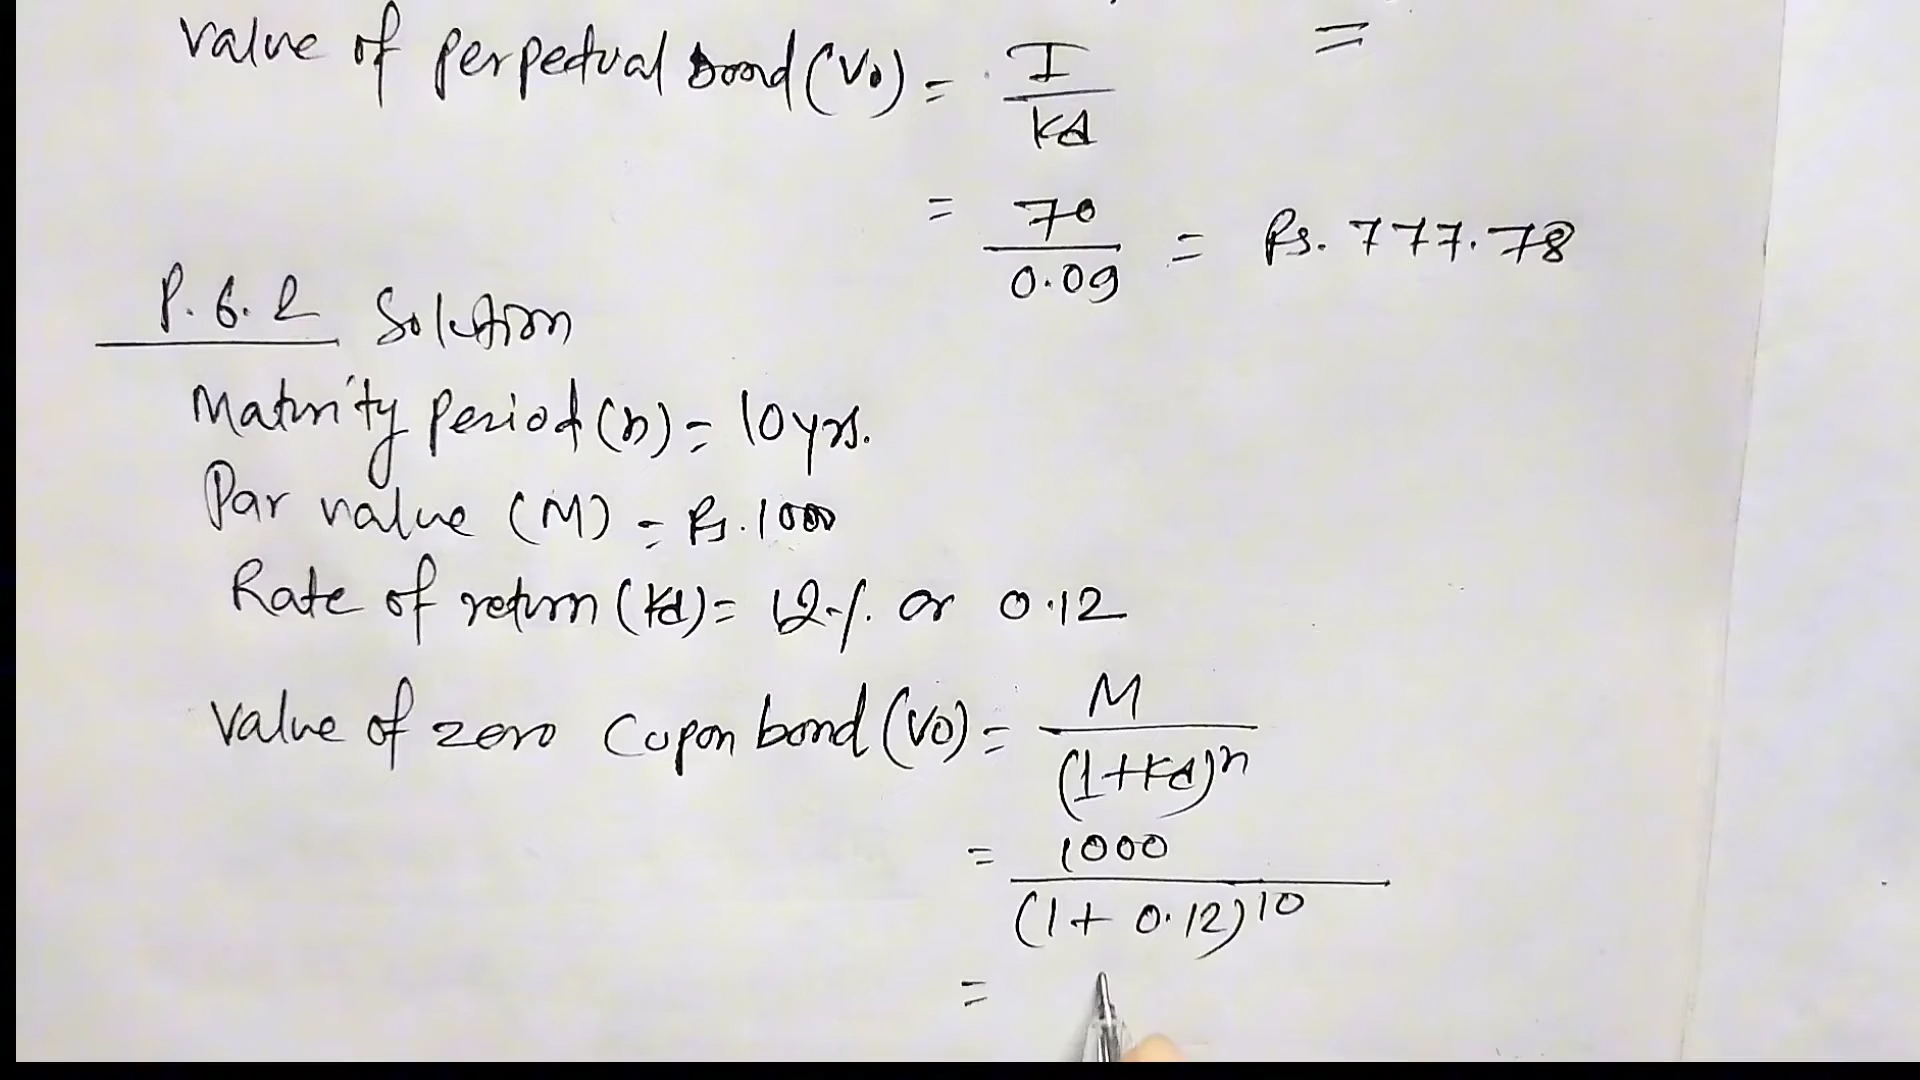 Value of perpetual bond (V0) = I / kd
=
= 70 / 0.09 = Rs. 777.78
P. 6. 2 Solution
Maturity period (n) = 10 yrs.
Par value (M) = Rs. 1000
Rate of return (kd) = 12% or 0.12
Value of zero Cupon bond (V0) = M / (1+kd)^n
= 1000 / (1 + 0.12)^10
=